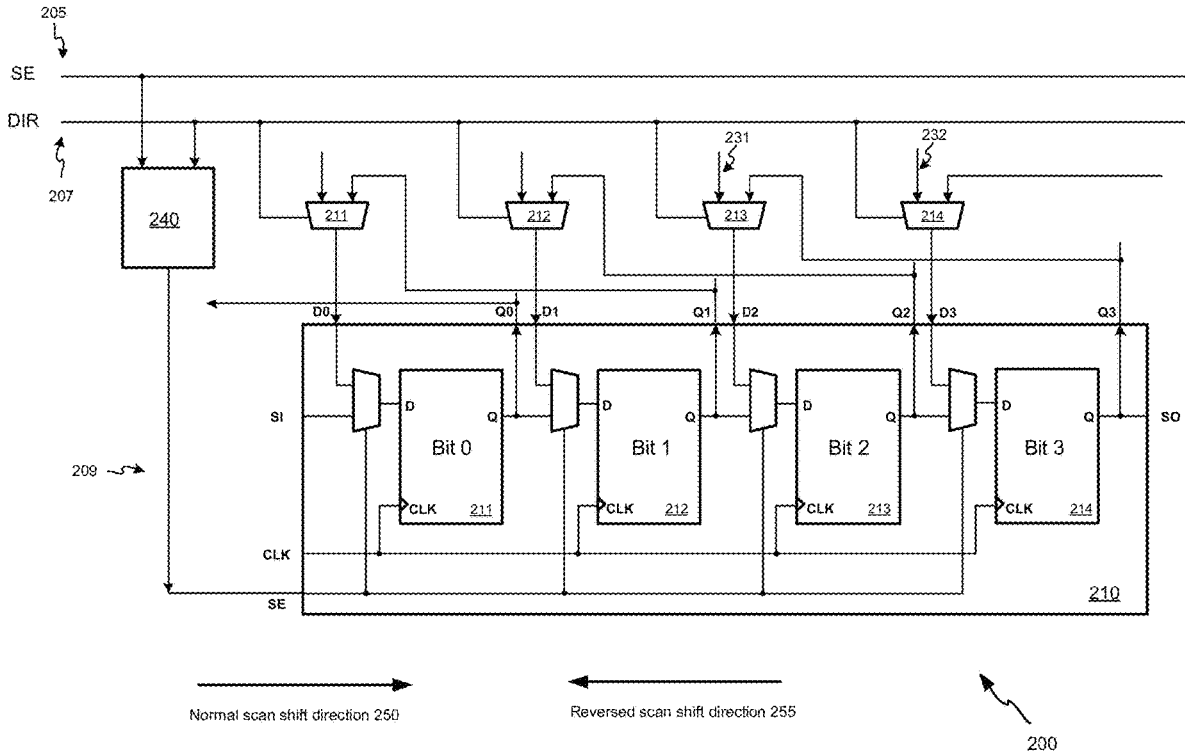 205
SE
DIR
207
240
231
232
211
212
213
214
D0
Q0
D1
Q1
D2
Q2
D3
Q3
SI
D
Q
D
Q
D
Q
D
Q
SO
Bit 0
Bit 1
Bit 2
Bit 3
209
CLK
211
CLK
212
CLK
213
CLK
214
CLK
SE
210
Normal scan shift direction 250
Reversed scan shift direction 255
200